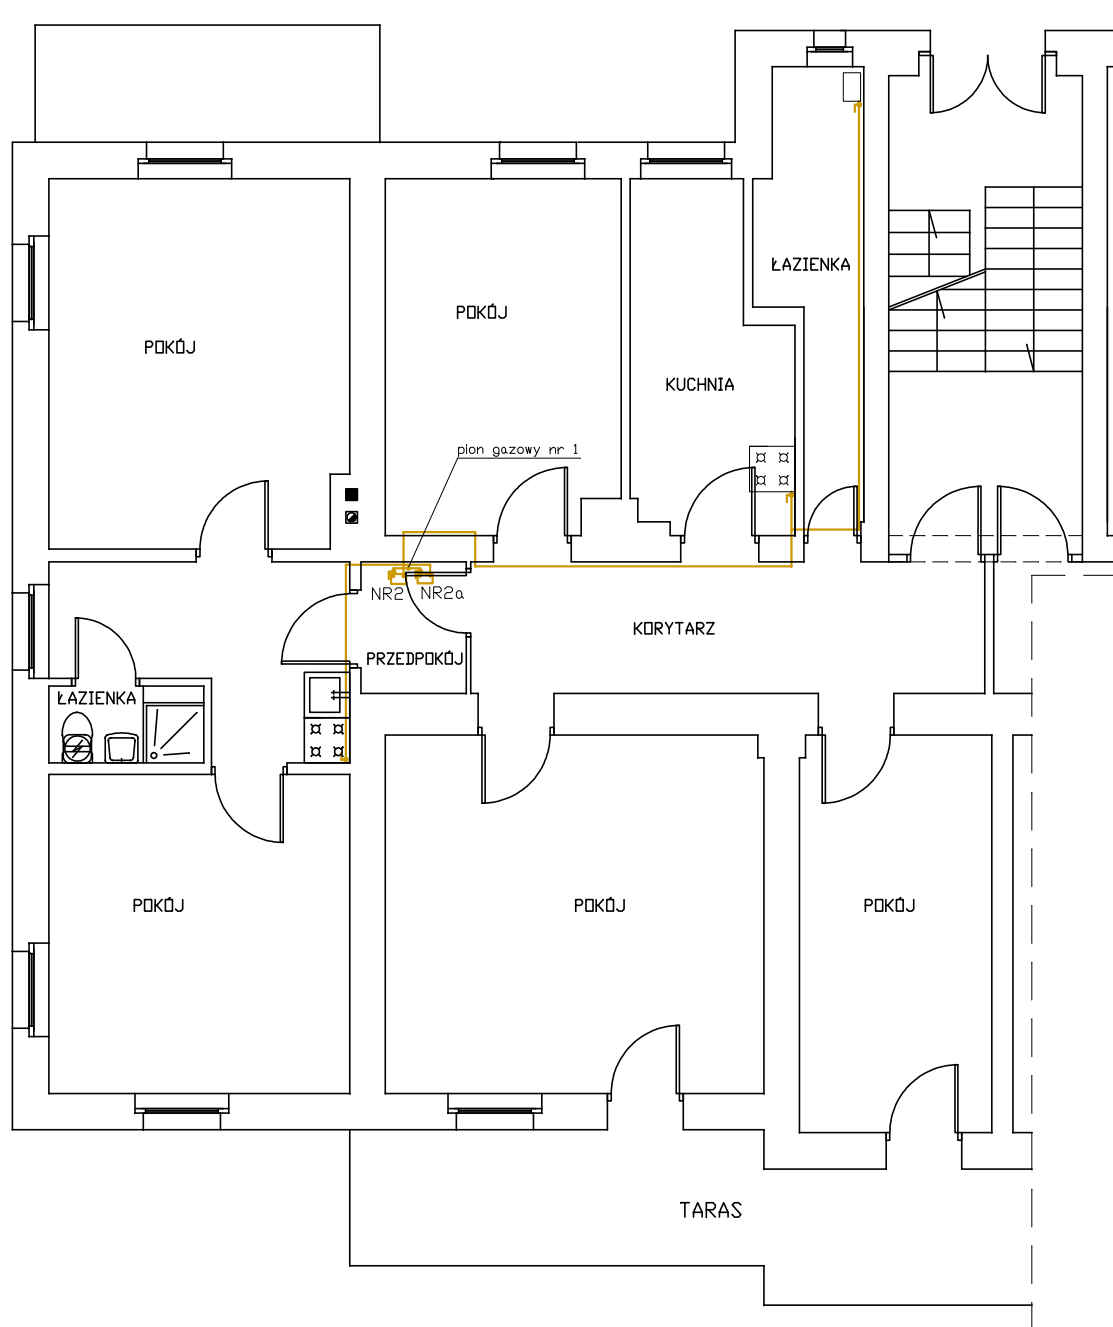 ŁAZIENKA
POKÓJ
POKÓJ
KUCHNIA
pion gazowy nr 1
NR2
NR2a
KORYTARZ
PRZEDPOKÓJ
ŁAZIENKA
POKÓJ
POKÓJ
POKÓJ
TARAS